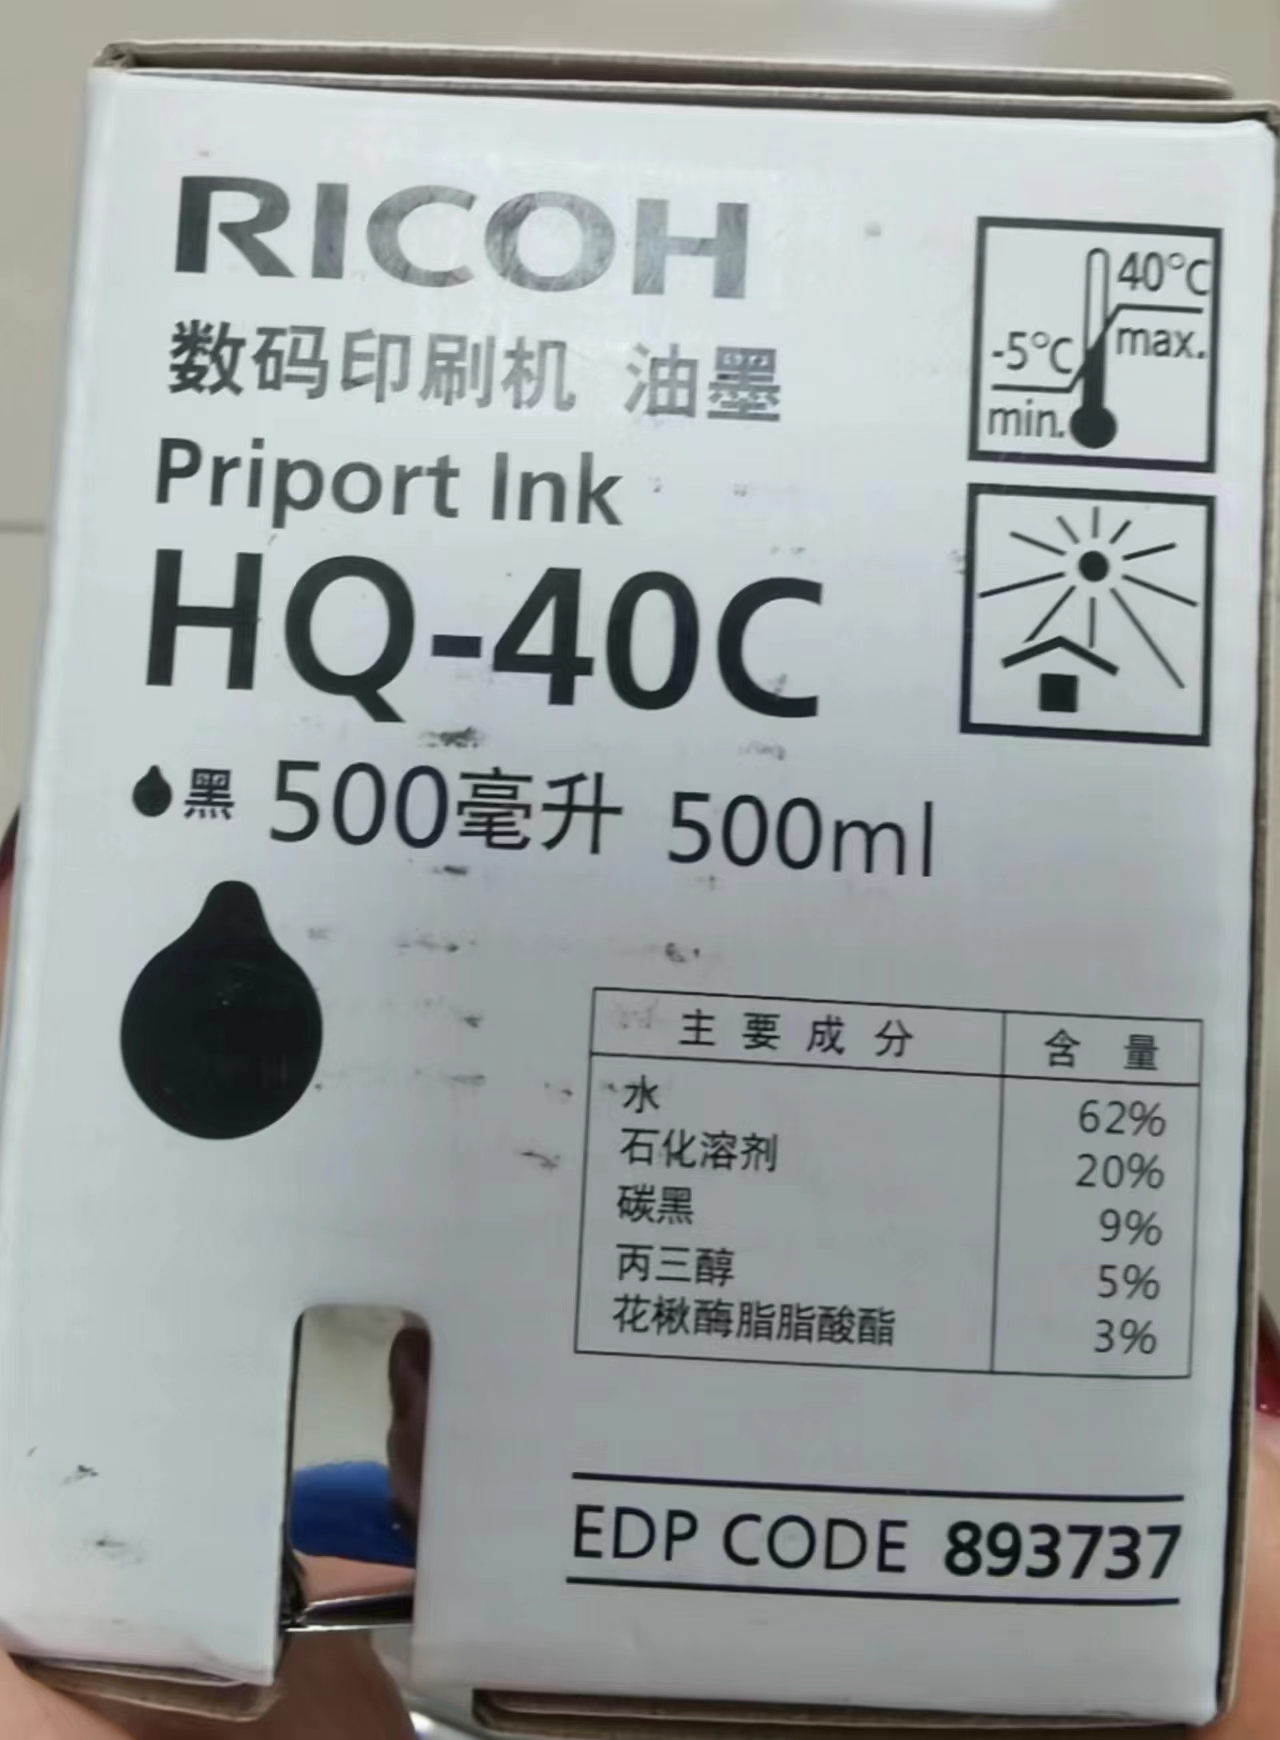 RICOH
数码印刷机 油墨
Priport Ink
HQ-40C
黑 500毫升 500ml
40°C
max.
-5°C
min.
主要成分 含量
水 62%
石化溶剂 20%
碳黑 9%
丙三醇 5%
花楸酶脂脂酸酯 3%
EDP CODE 893737